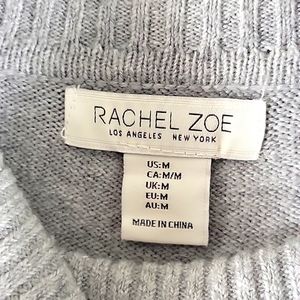 RACHEL ZOE
LOS ANGELES NEW YORK
US:M
CA:M/M
UK:M
EU:M
AU:M
MADE IN CHINA